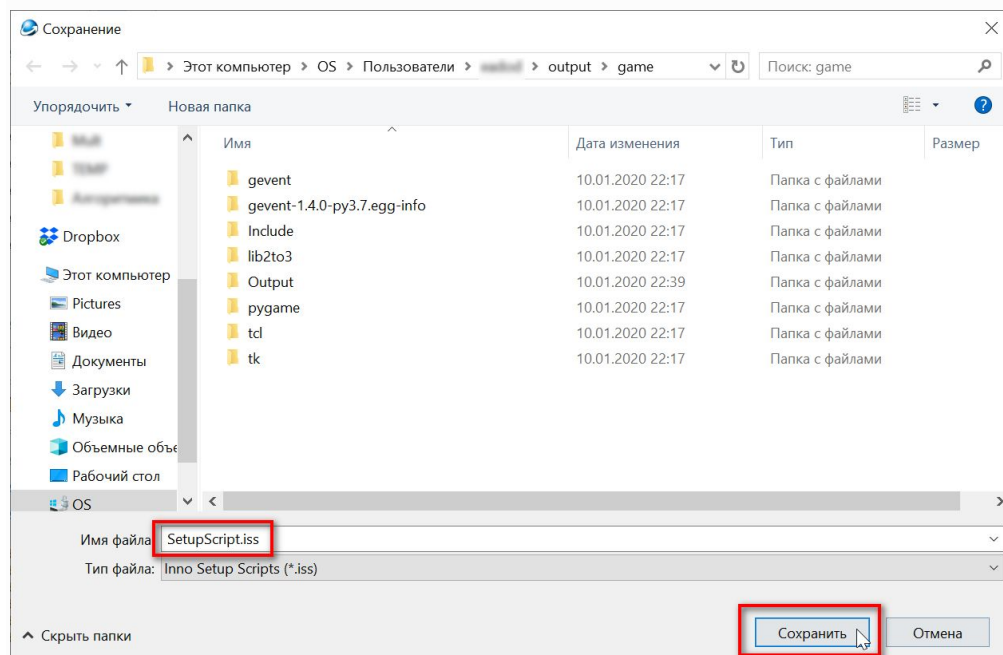 Сохранение
Этот компьютер > OS > Пользователи > > output > game
Поиск: game
Упорядочить Новая папка
Имя Дата изменения Тип Размер
gevent 10.01.2020 22:17 Папка с файлами
gevent-1.4.0-py3.7.egg-info 10.01.2020 22:17 Папка с файлами
Include 10.01.2020 22:17 Папка с файлами
lib2to3 10.01.2020 22:17 Папка с файлами
Output 10.01.2020 22:39 Папка с файлами
pygame 10.01.2020 22:17 Папка с файлами
tcl 10.01.2020 22:17 Папка с файлами
tk 10.01.2020 22:17 Папка с файлами
Dropbox
Этот компьютер
Pictures
Видео
Документы
Загрузки
Музыка
Объемные объе
Рабочий стол
OS
Имя файла SetupScript.iss
Тип файла: Inno Setup Scripts (*.iss)
Скрыть папки
Сохранить Отмена